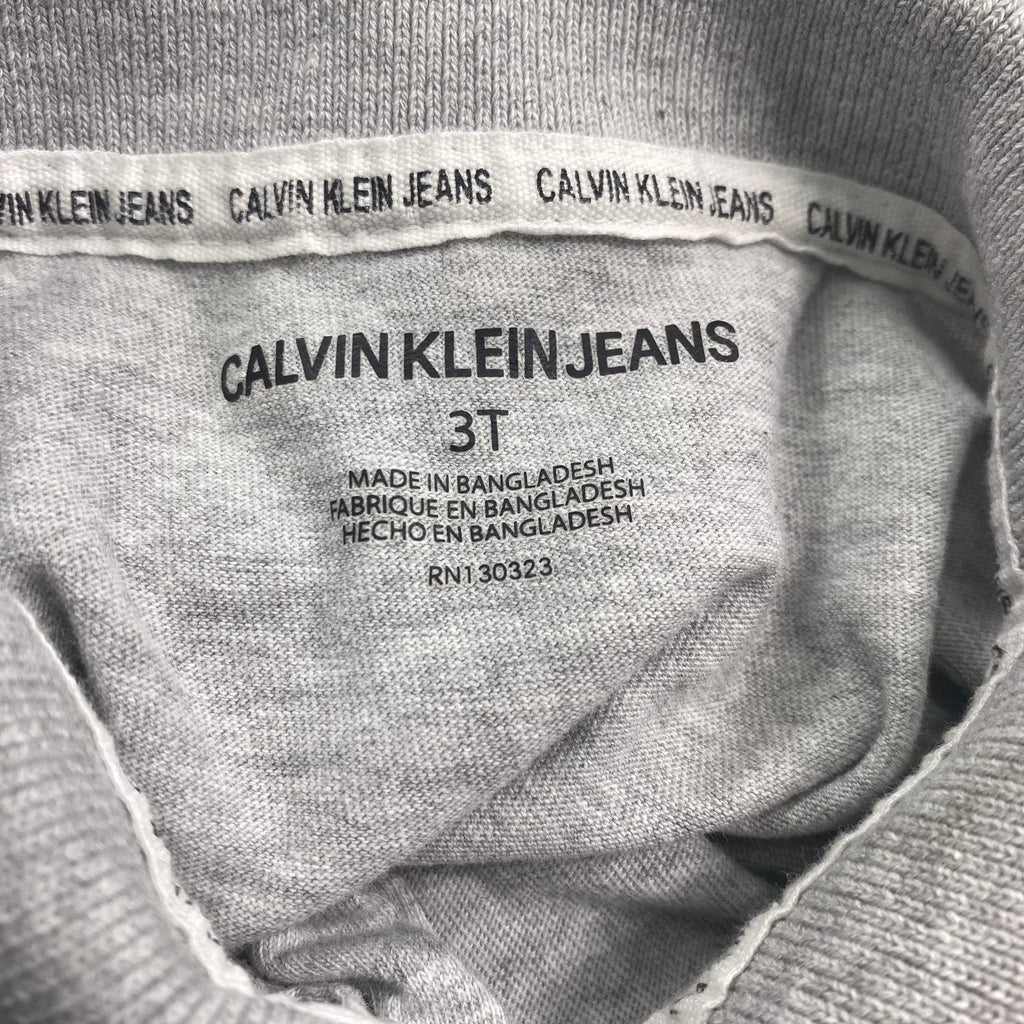 VIN KLEIN JEANS CALVIN KLEIN JEANS CALVIN KLEIN JEANS CALVIN KLEIN JEANS
CALVIN KLEIN JEANS
3T
MADE IN BANGLADESH
FABRIQUE EN BANGLADESH
HECHO EN BANGLADESH
RN130323